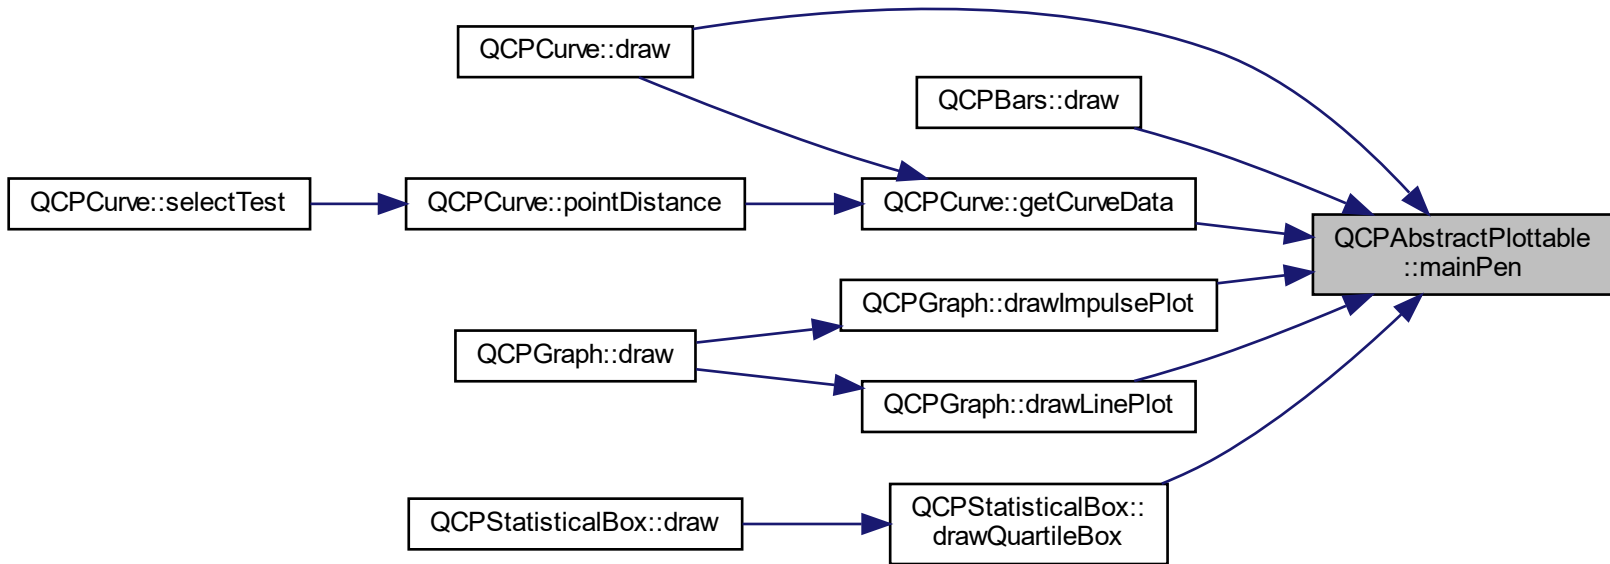 QCPCurve::draw
QCPBars::draw
QCPCurve::selectTest
QCPCurve::pointDistance
QCPCurve::getCurveData
QCPAbstractPlottable
::mainPen
QCPGraph::drawImpulsePlot
QCPGraph::draw
QCPGraph::drawLinePlot
QCPStatisticalBox::draw
QCPStatisticalBox::
drawQuartileBox